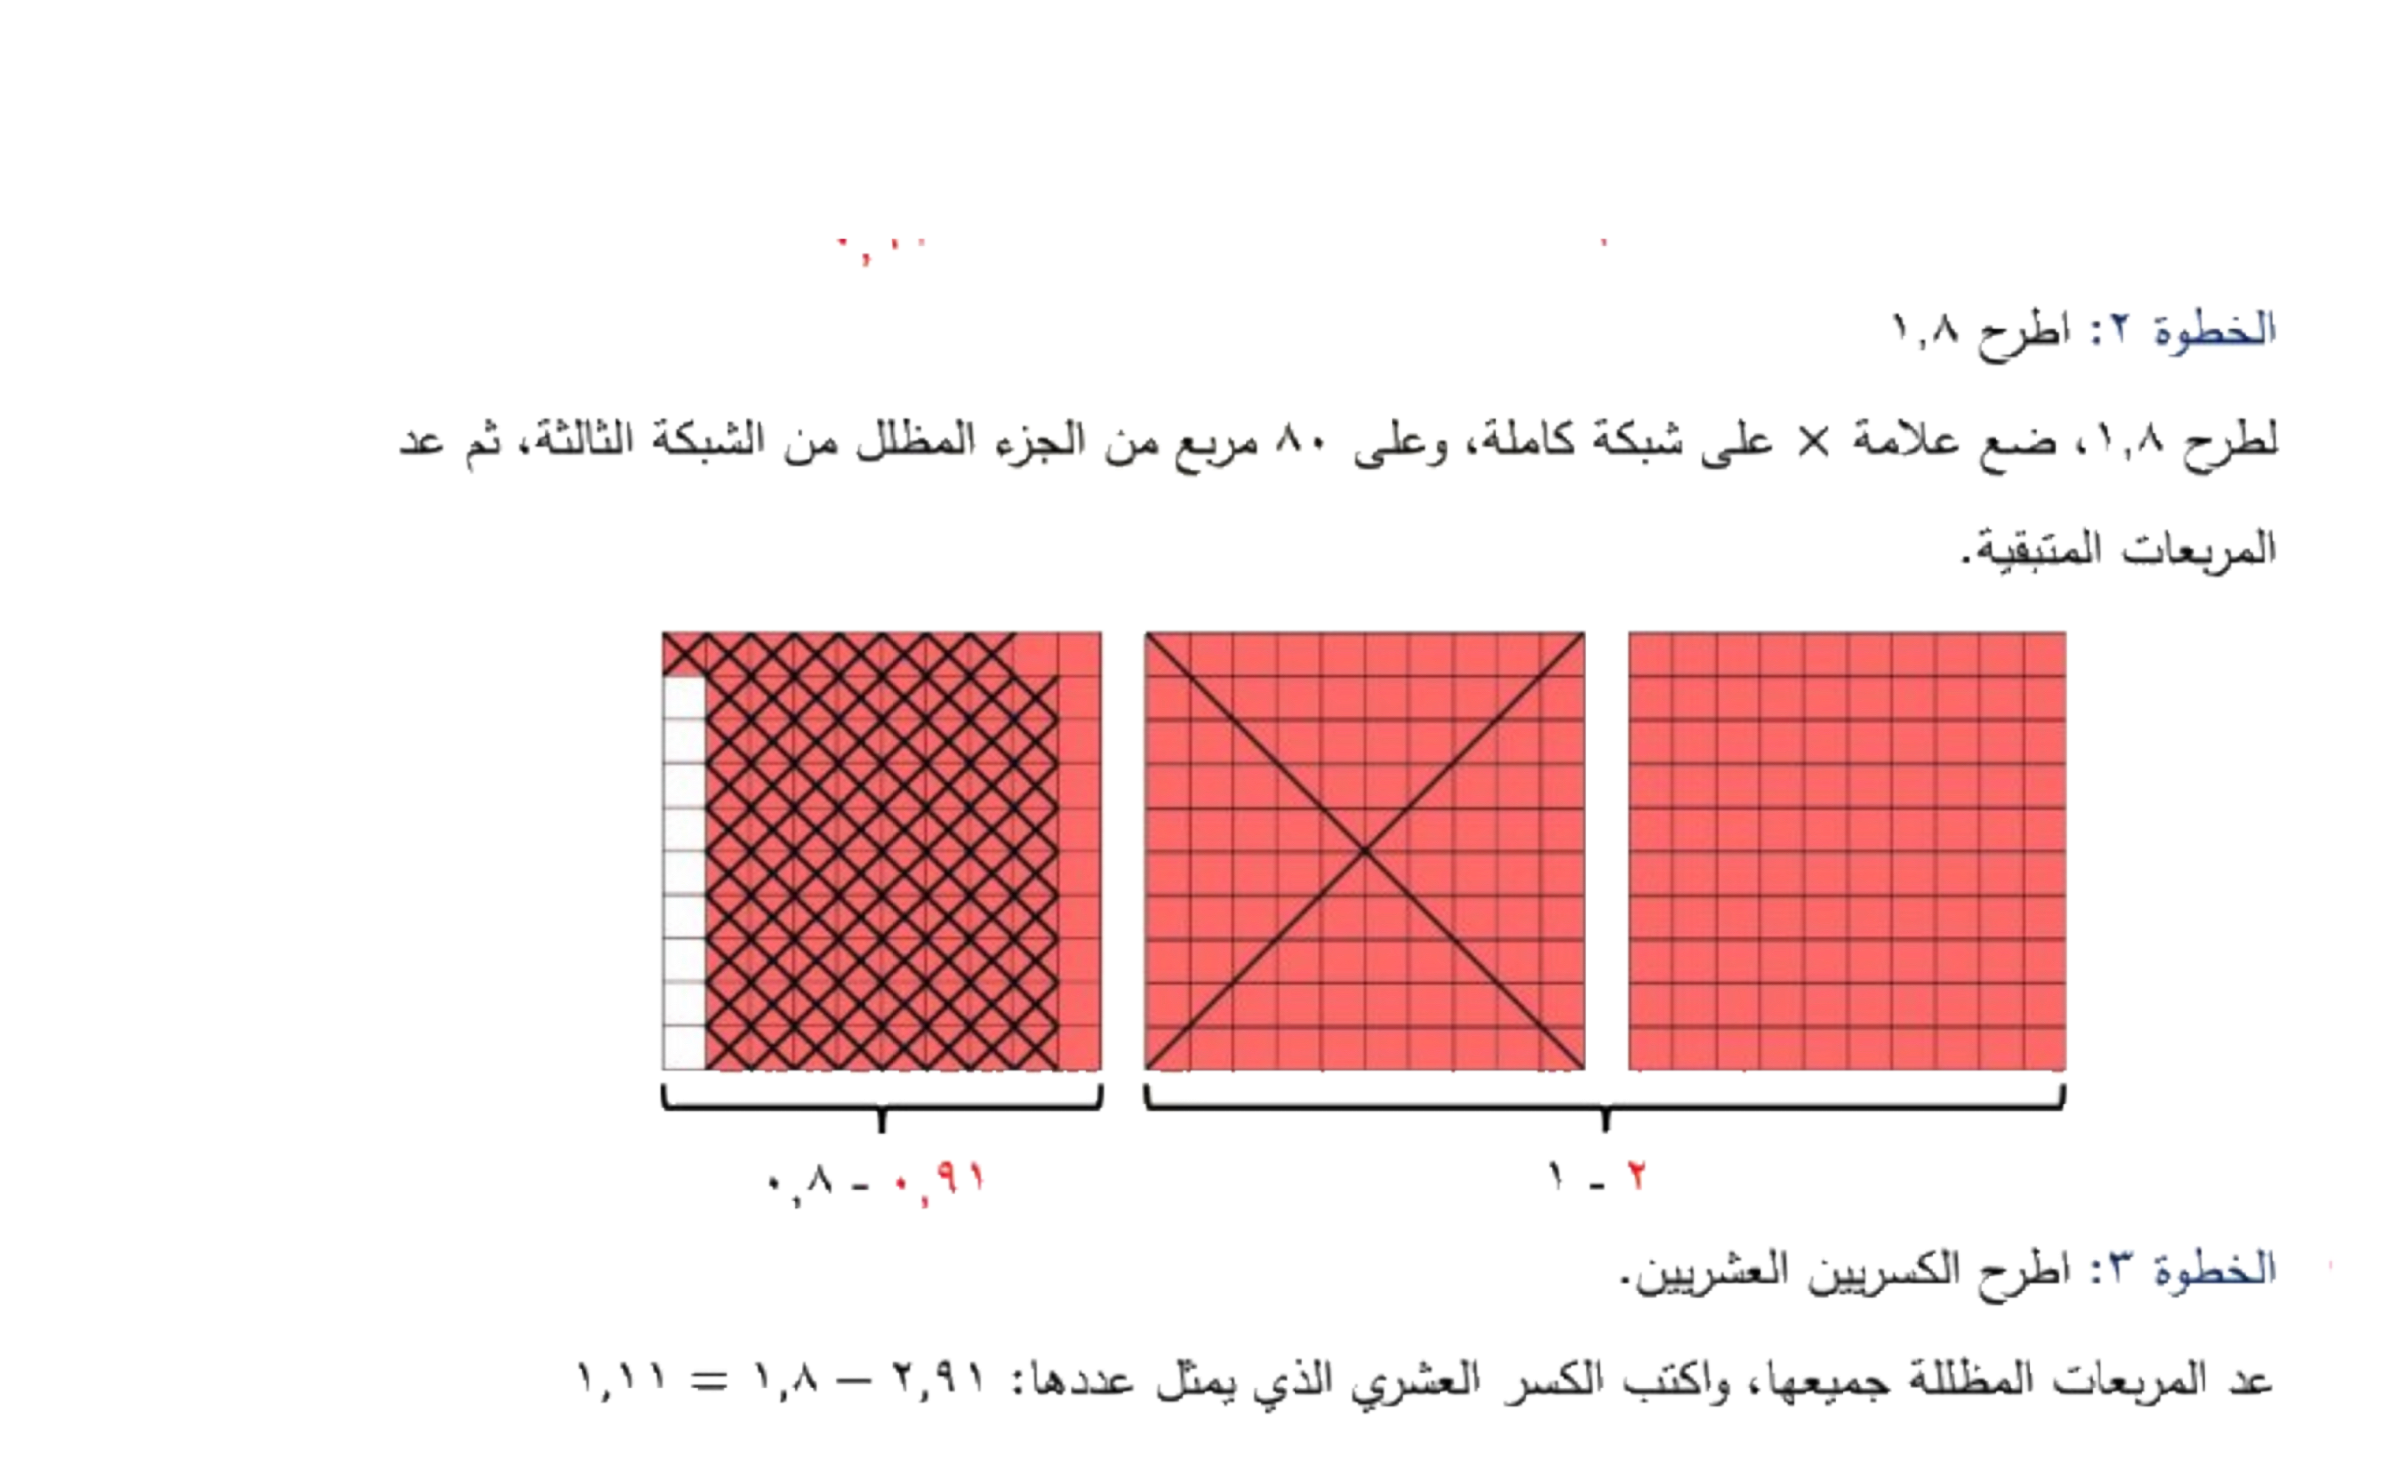 الخطوة ٢: اطرح ١,٨
لطرح ١,٨، ضع علامة × على شبكة كاملة، وعلى ٨٠ مربع من الجزء المظلل من الشبكة الثالثة، ثم عد
المربعات المتبقية.
٢ - ١
٠,٩١ - ٠,٨
الخطوة ٣: اطرح الكسريين العشريين.
عد المربعات المظللة جميعها، واكتب الكسر العشري الذي يمثل عددها: ٢,٩١ – ١,٨ = ١,١١